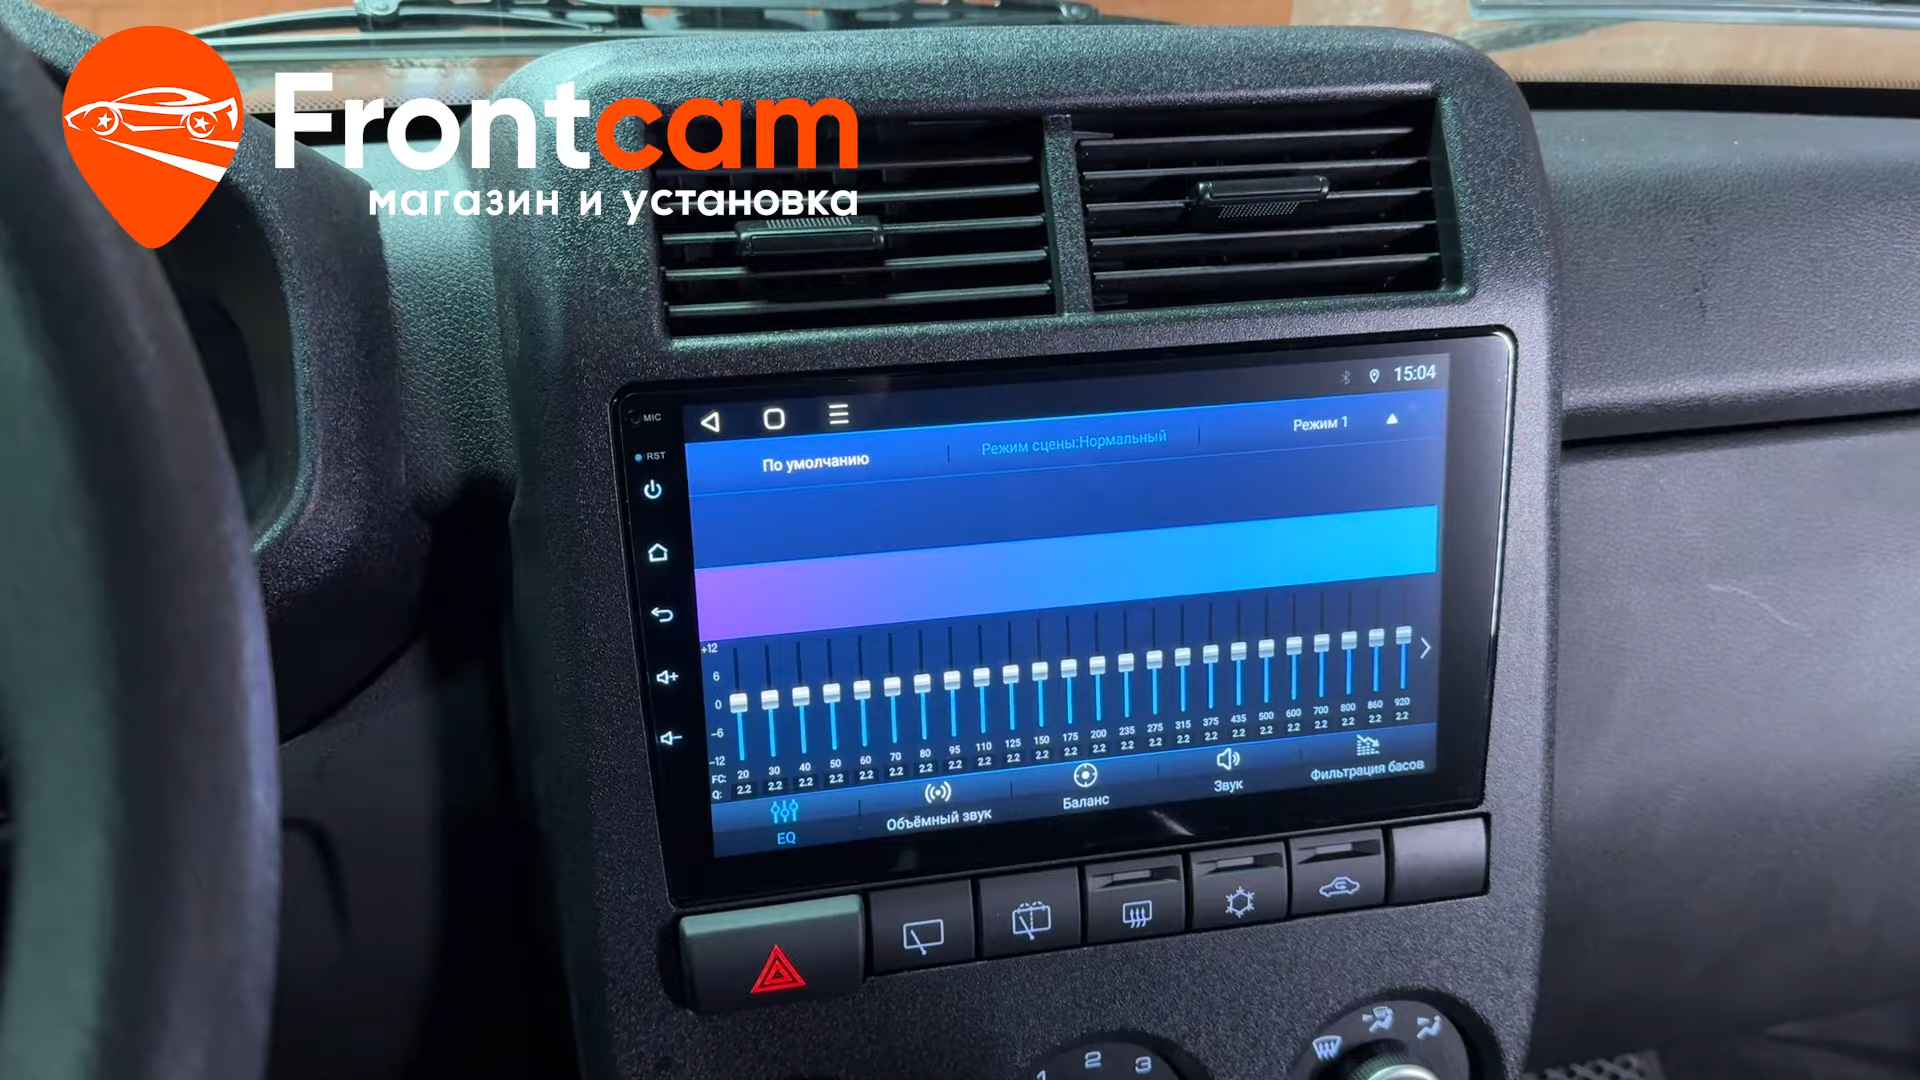 Frontcam
магазин и установка
15:04
MIC
RST
По умолчанию
Режим сцены:Нормальный
Режим 1
+12
6
0
-6
-12
FC: 20 30 40 50 60 70 80 95 110 125 150 175 200 235 275 315 375 435 500 600 700 800 860 920
Q: 2.2 2.2 2.2 2.2 2.2 2.2 2.2 2.2 2.2 2.2 2.2 2.2 2.2 2.2 2.2 2.2 2.2 2.2 2.2 2.2 2.2 2.2 2.2 2.2
EQ
Объёмный звук
Баланс
Звук
Фильтрация басов
1 2 3